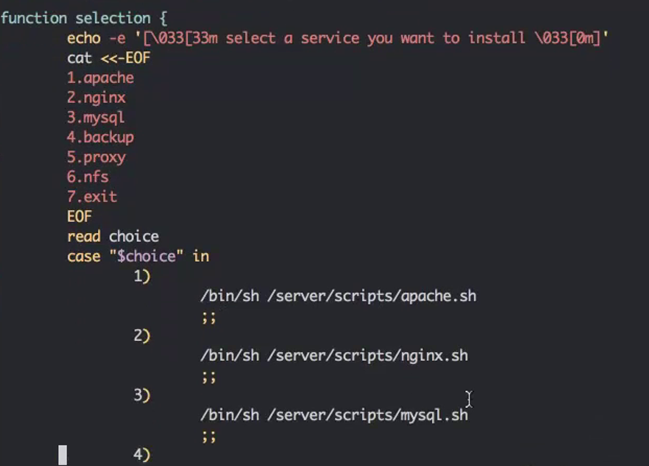 function selection {
echo -e '[\033[33m select a service you want to install \033[0m]'
cat <<-EOF
1.apache
2.nginx
3.mysql
4.backup
5.proxy
6.nfs
7.exit
EOF
read choice
case "$choice" in
1)
/bin/sh /server/scripts/apache.sh
;;
2)
/bin/sh /server/scripts/nginx.sh
;;
3)
/bin/sh /server/scripts/mysql.sh
;;
4)